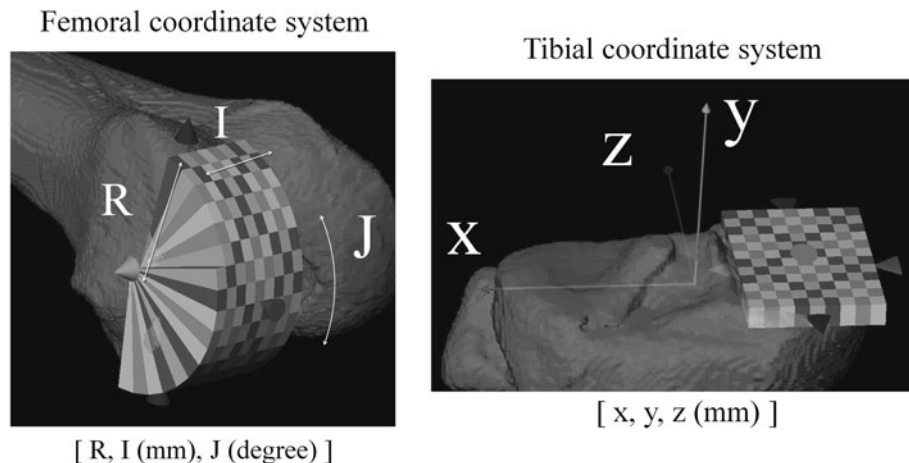 Femoral coordinate system
I
R
J
[ R, I (mm), J (degree) ]
Tibial coordinate system
y
z
x
[ x, y, z (mm) ]